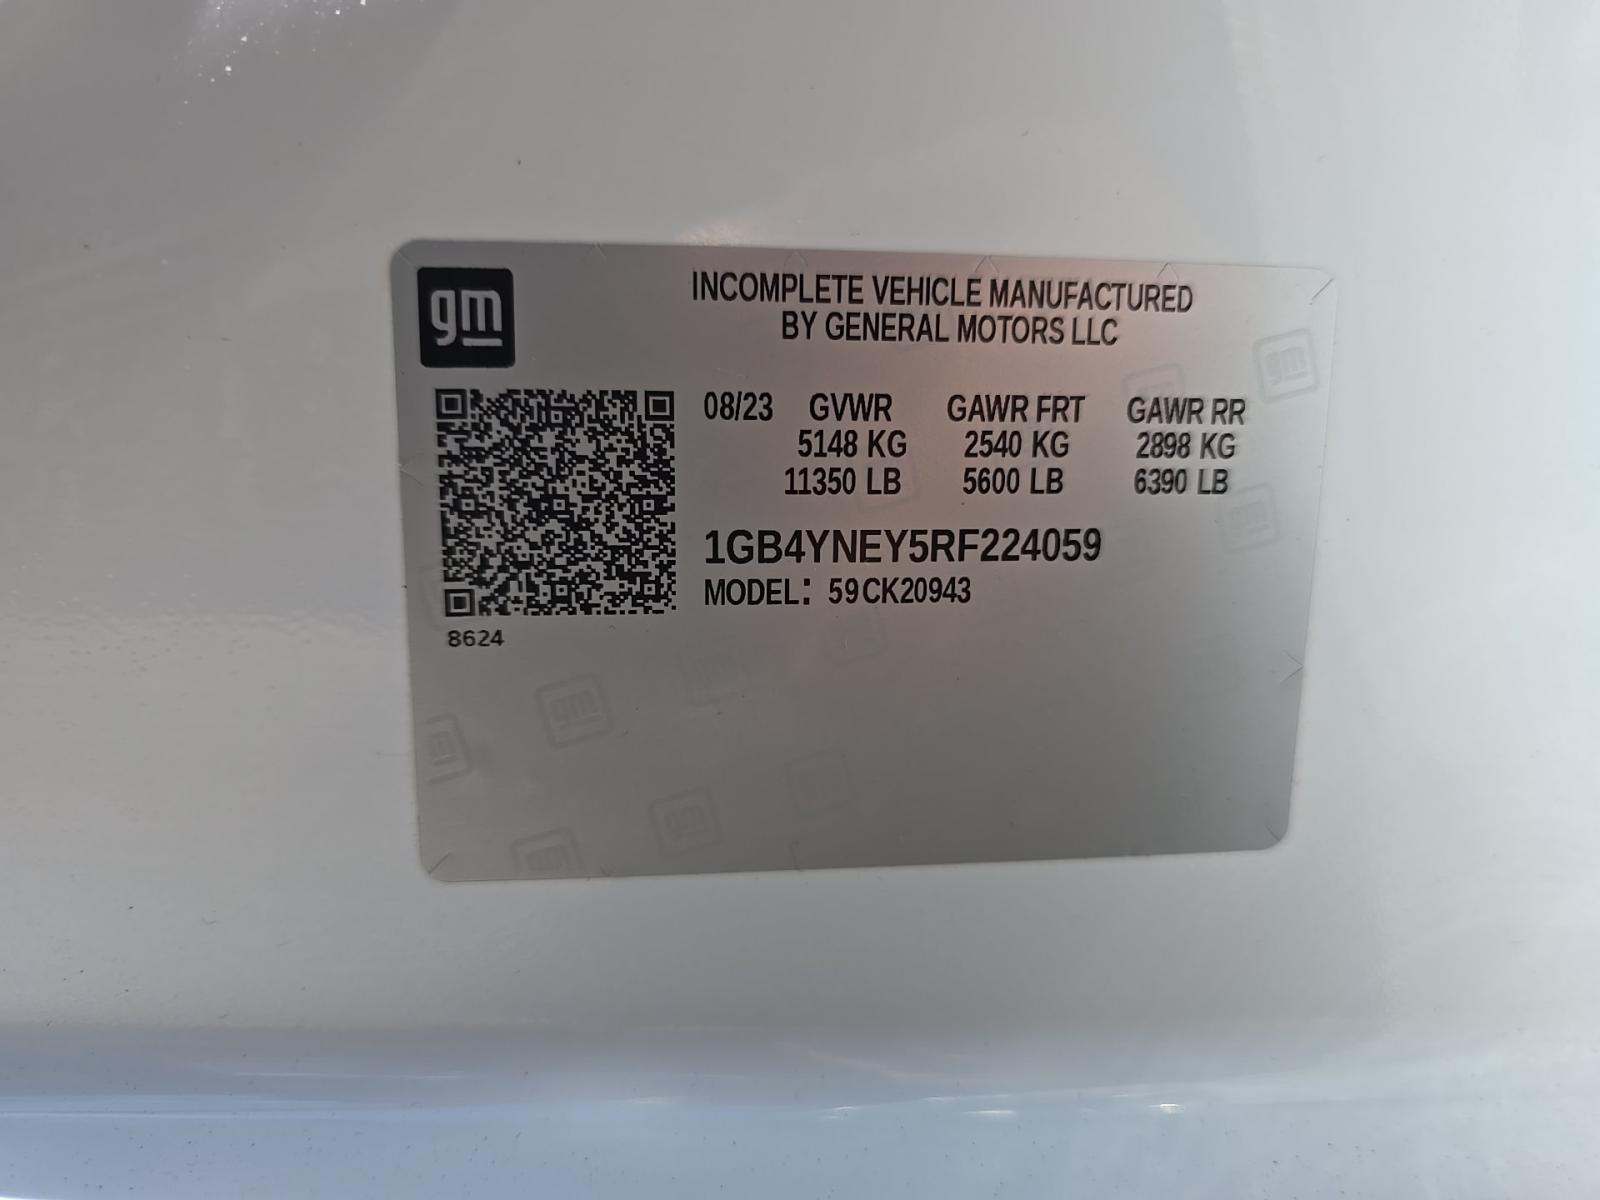 gm
INCOMPLETE VEHICLE MANUFACTURED
BY GENERAL MOTORS LLC
08/23 GVWR GAWR FRT GAWR RR
5148 KG 2540 KG 2898 KG
11350 LB 5600 LB 6390 LB
1GB4YNEY5RF224059
MODEL: 59CK20943
8624